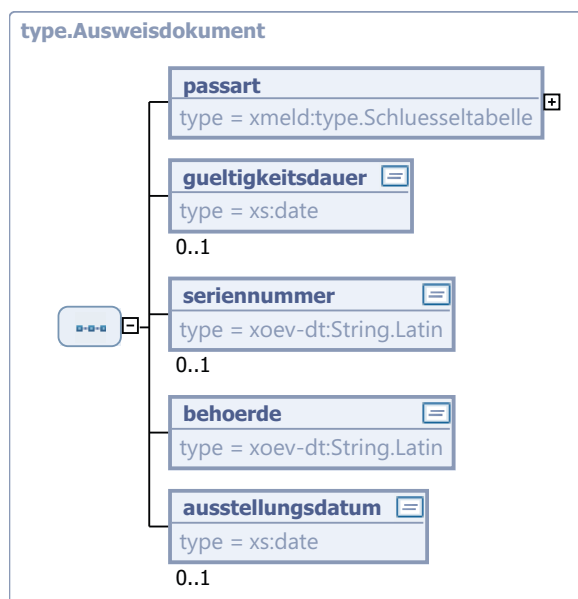 type.Ausweisdokument
passart
type = xmeld:type.Schluesseltabelle
gueltigkeitsdauer
type = xs:date
0..1
seriennummer
type = xoev-dt:String.Latin
0..1
behoerde
type = xoev-dt:String.Latin
ausstellungsdatum
type = xs:date
0..1